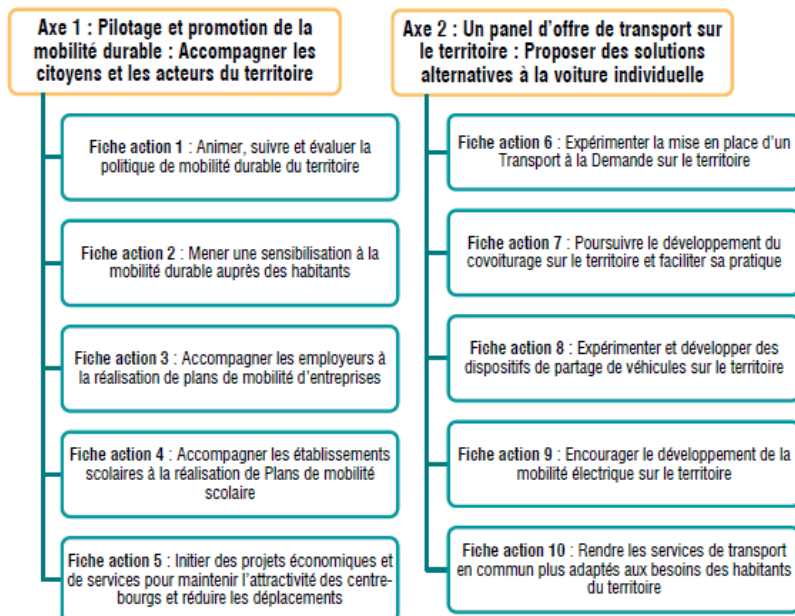 Axe 1 : Pilotage et promotion de la
mobilité durable : Accompagner les
citoyens et les acteurs du territoire
Fiche action 1 : Animer, suivre et évaluer la
politique de mobilité durable du territoire
Fiche action 2 : Mener une sensibilisation à la
mobilité durable auprès des habitants
Fiche action 3 : Accompagner les employeurs à
la réalisation de plans de mobilité d'entreprises
Fiche action 4 : Accompagner les établissements
scolaires à la réalisation de Plans de mobilité
scolaire
Fiche action 5 : Initier des projets économiques et
de services pour maintenir l'attractivité des centre-
bourgs et réduire les déplacements
Axe 2 : Un panel d'offre de transport sur
le territoire : Proposer des solutions
alternatives à la voiture individuelle
Fiche action 6 : Expérimenter la mise en place d'un
Transport à la Demande sur le territoire
Fiche action 7 : Poursuivre le développement du
covoiturage sur le territoire et faciliter sa pratique
Fiche action 8 : Expérimenter et développer des
dispositifs de partage de véhicules sur le territoire
Fiche action 9 : Encourager le développement de la
mobilité électrique sur le territoire
Fiche action 10 : Rendre les services de transport
en commun plus adaptés aux besoins des habitants
du territoire